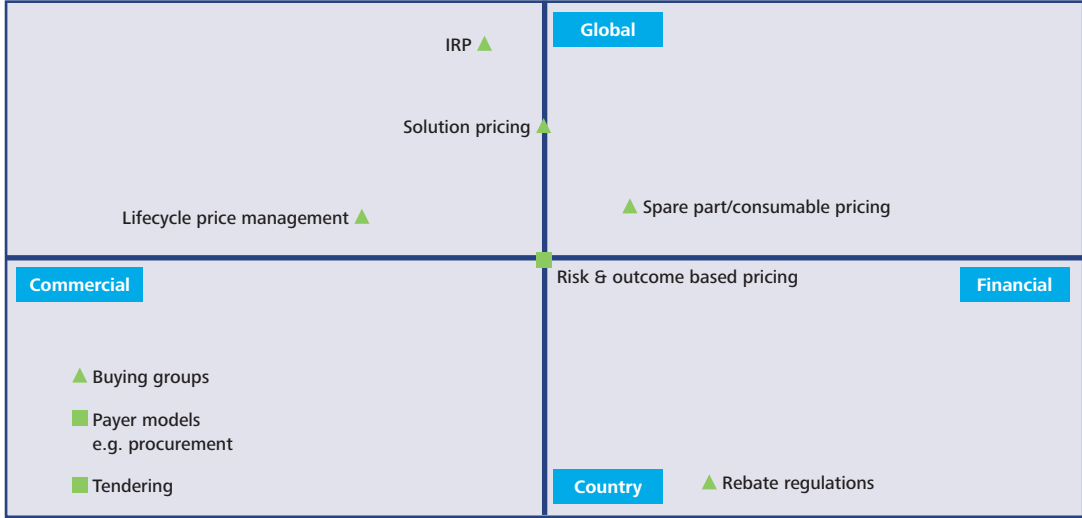 Global
IRP
Solution pricing
Lifecycle price management
Spare part/consumable pricing
Commercial
Risk & outcome based pricing
Financial
Buying groups
Payer models
e.g. procurement
Tendering
Country
Rebate regulations